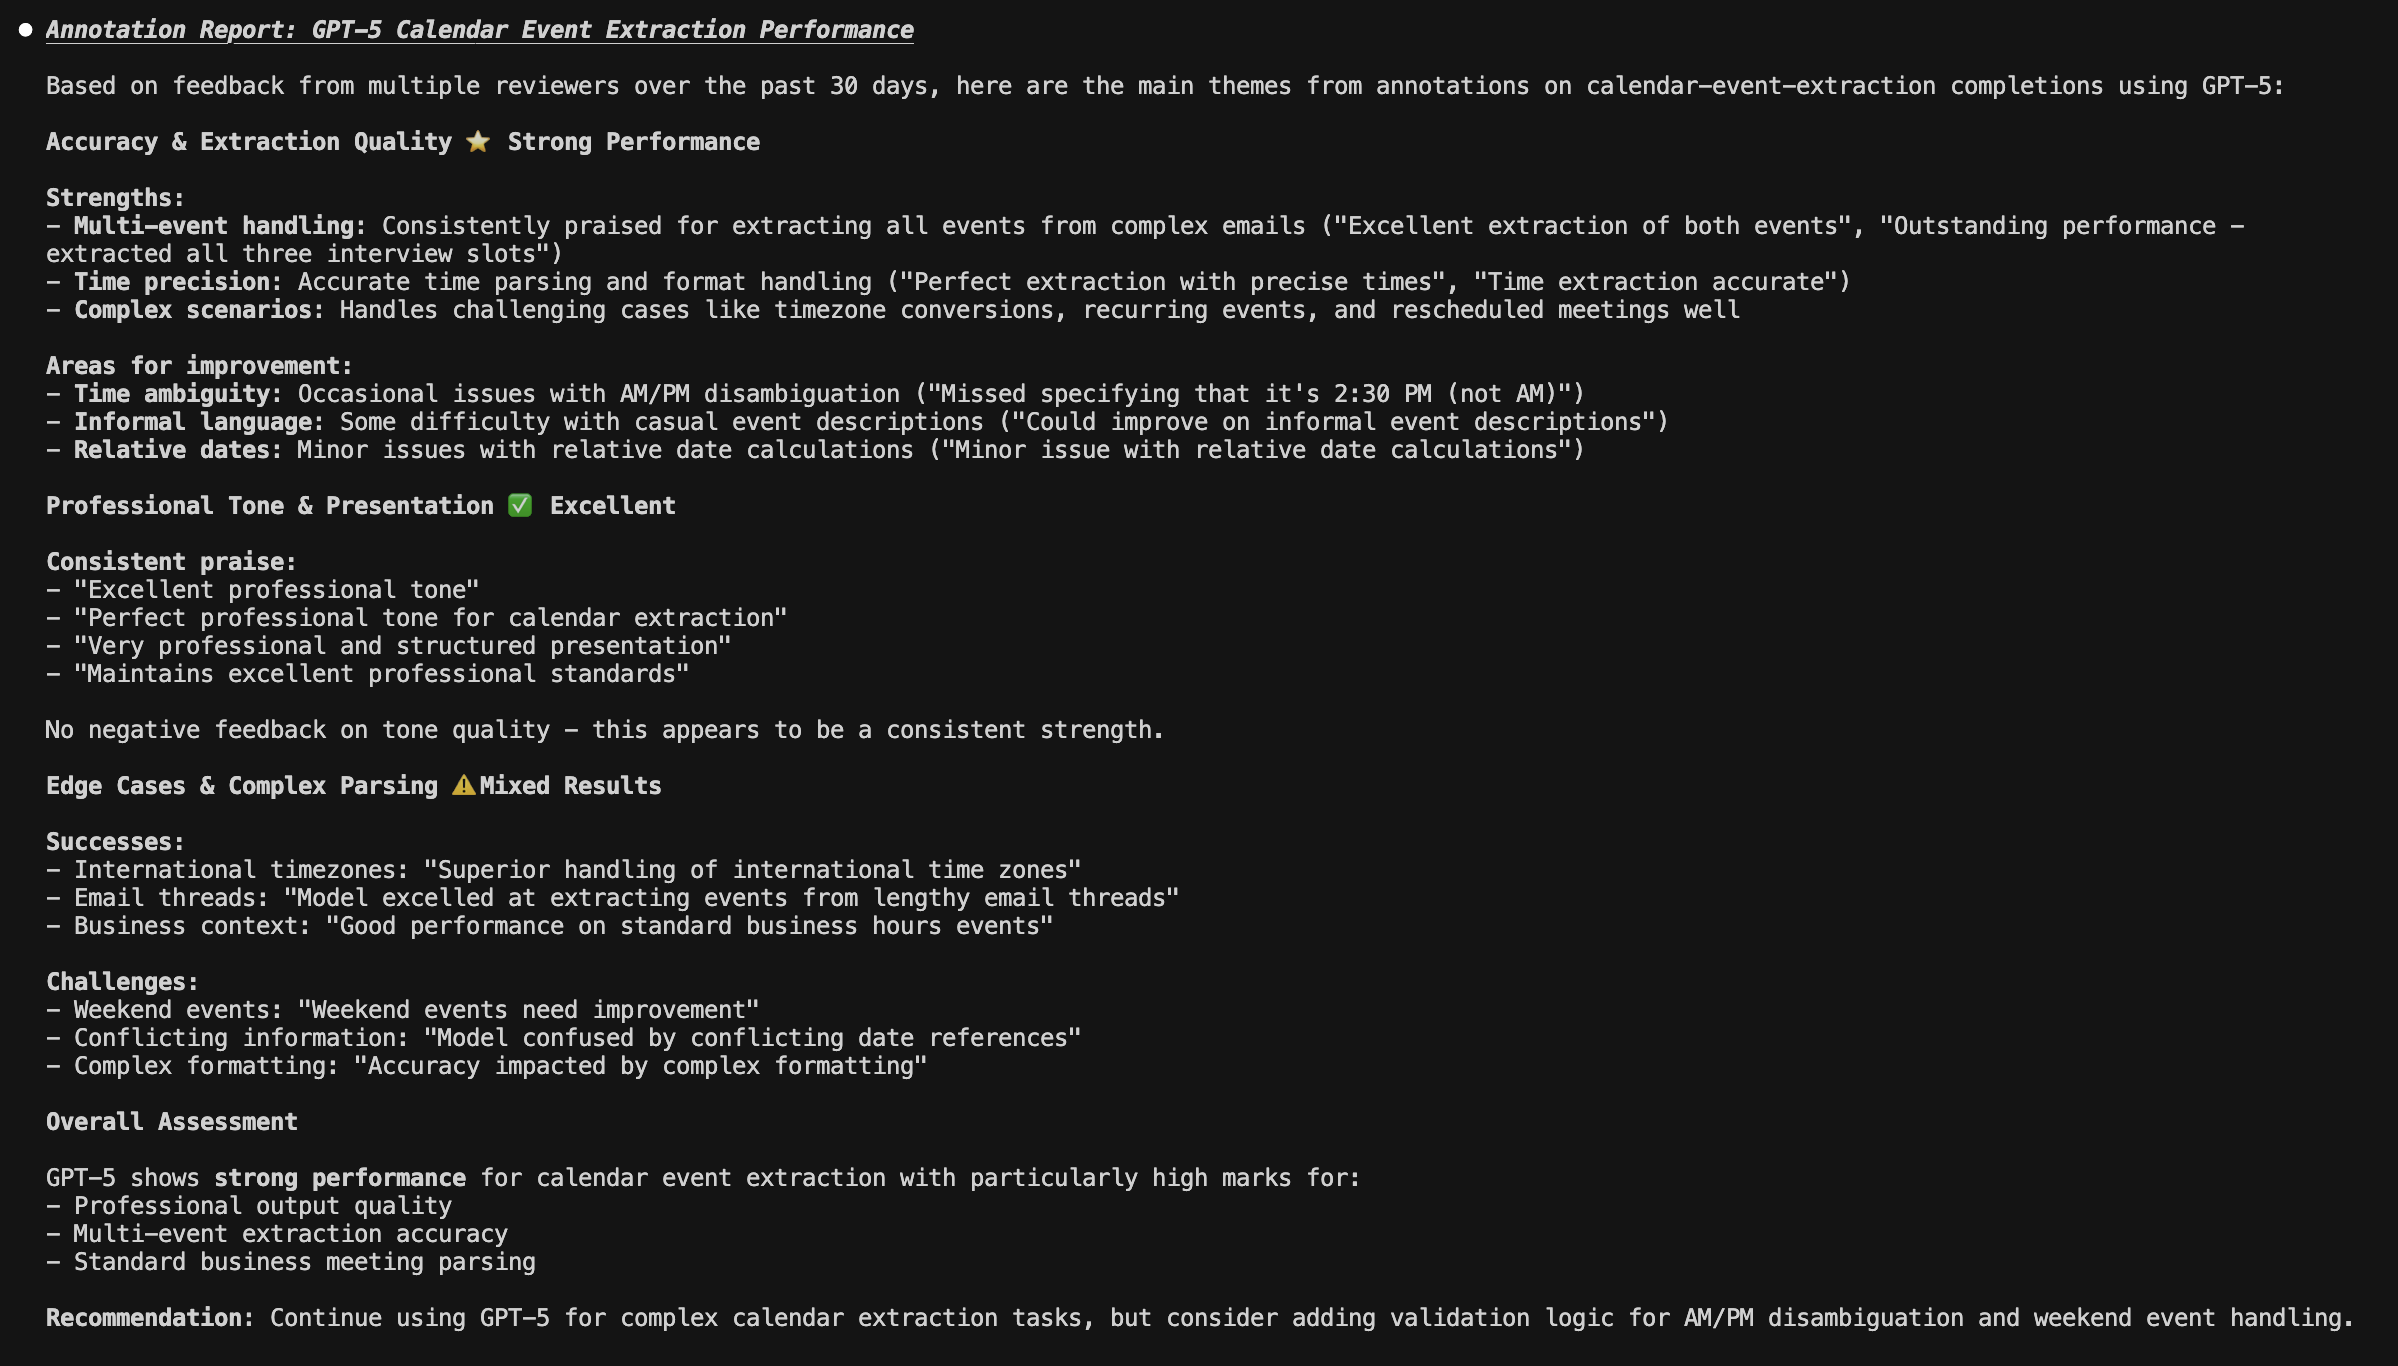 ● Annotation Report: GPT-5 Calendar Event Extraction Performance
Based on feedback from multiple reviewers over the past 30 days, here are the main themes from annotations on calendar-event-extraction completions using GPT-5:
Accuracy & Extraction Quality ⭐ Strong Performance
Strengths:
- Multi-event handling: Consistently praised for extracting all events from complex emails ("Excellent extraction of both events", "Outstanding performance -
extracted all three interview slots")
- Time precision: Accurate time parsing and format handling ("Perfect extraction with precise times", "Time extraction accurate")
- Complex scenarios: Handles challenging cases like timezone conversions, recurring events, and rescheduled meetings well
Areas for improvement:
- Time ambiguity: Occasional issues with AM/PM disambiguation ("Missed specifying that it's 2:30 PM (not AM)")
- Informal language: Some difficulty with casual event descriptions ("Could improve on informal event descriptions")
- Relative dates: Minor issues with relative date calculations ("Minor issue with relative date calculations")
Professional Tone & Presentation ✅ Excellent
Consistent praise:
- "Excellent professional tone"
- "Perfect professional tone for calendar extraction"
- "Very professional and structured presentation"
- "Maintains excellent professional standards"
No negative feedback on tone quality - this appears to be a consistent strength.
Edge Cases & Complex Parsing ⚠️Mixed Results
Successes:
- International timezones: "Superior handling of international time zones"
- Email threads: "Model excelled at extracting events from lengthy email threads"
- Business context: "Good performance on standard business hours events"
Challenges:
- Weekend events: "Weekend events need improvement"
- Conflicting information: "Model confused by conflicting date references"
- Complex formatting: "Accuracy impacted by complex formatting"
Overall Assessment
GPT-5 shows strong performance for calendar event extraction with particularly high marks for:
- Professional output quality
- Multi-event extraction accuracy
- Standard business meeting parsing
Recommendation: Continue using GPT-5 for complex calendar extraction tasks, but consider adding validation logic for AM/PM disambiguation and weekend event handling.